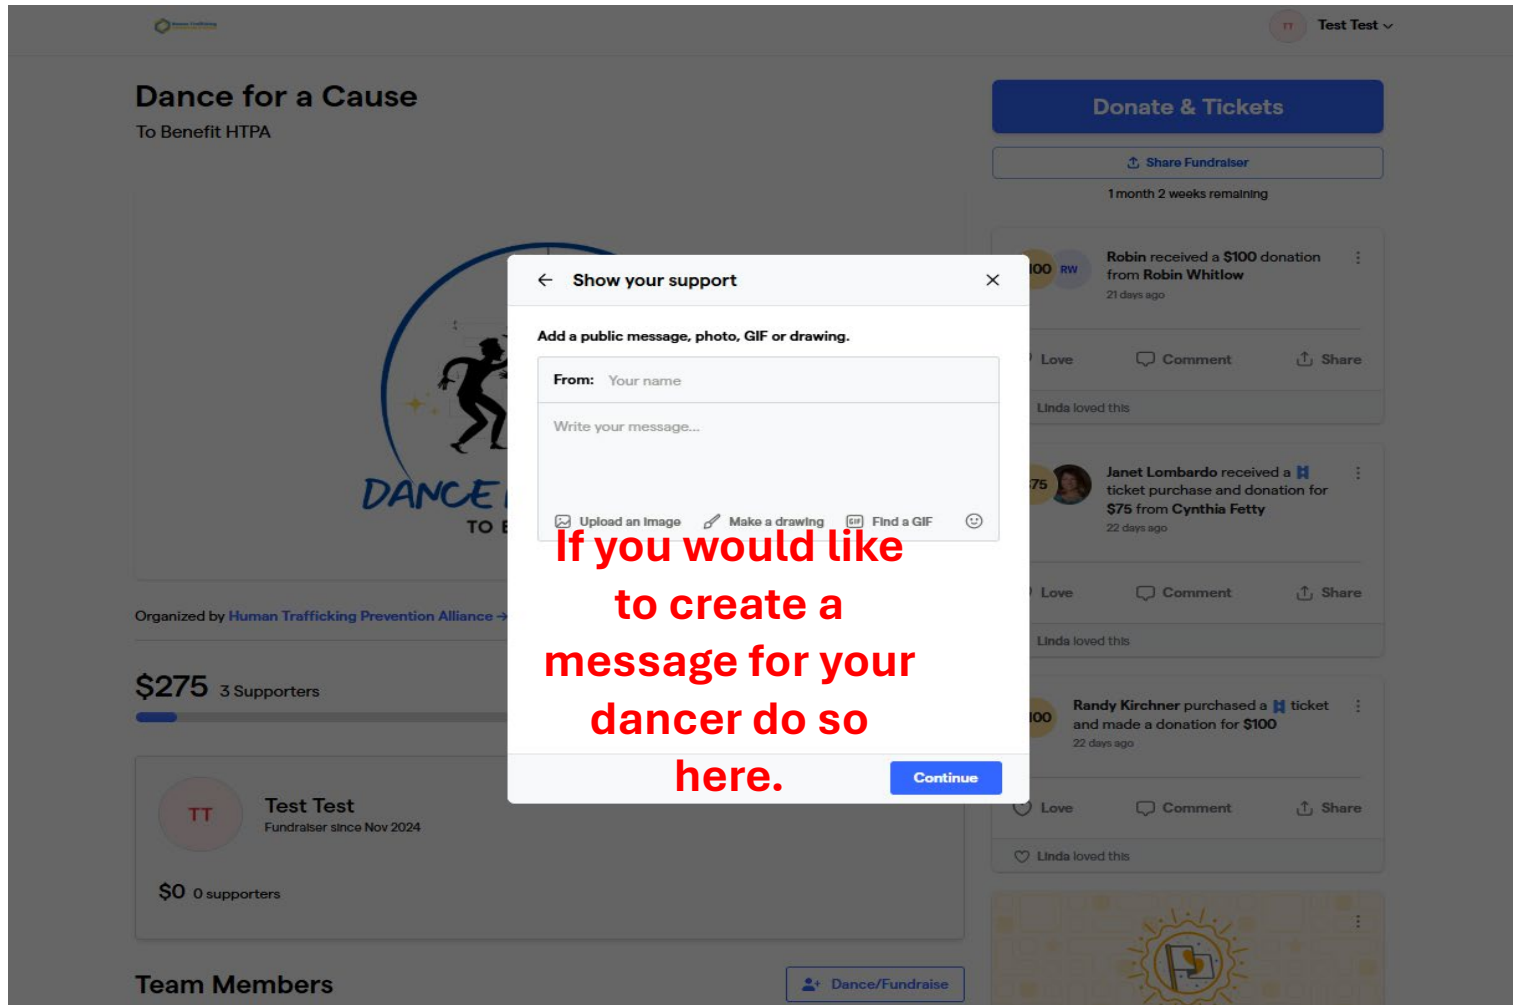 Human Trafficking
TT Test Test
Dance for a Cause
To Benefit HTPA
Donate & Tickets
Share Fundraiser
1 month 2 weeks remaining
DANCE
TO
Organized by Human Trafficking Prevention Alliance →
$275 3 Supporters
TT
Test Test
Fundraiser since Nov 2024
$0 0 supporters
Team Members
Dance/Fundraise
← Show your support
Add a public message, photo, GIF or drawing.
From: Your name
Write your message...
Upload an Image Make a drawing GIF Find a GIF
If you would like
to create a
message for your
dancer do so
here.
Continue
RW
Robin received a $100 donation
from Robin Whitlow
21 days ago
Love Comment Share
Linda loved this
Janet Lombardo received a
ticket purchase and donation for
$75 from Cynthia Fetty
22 days ago
Love Comment Share
Linda loved this
Randy Kirchner purchased a ticket
and made a donation for $100
22 days ago
Love Comment Share
Linda loved this